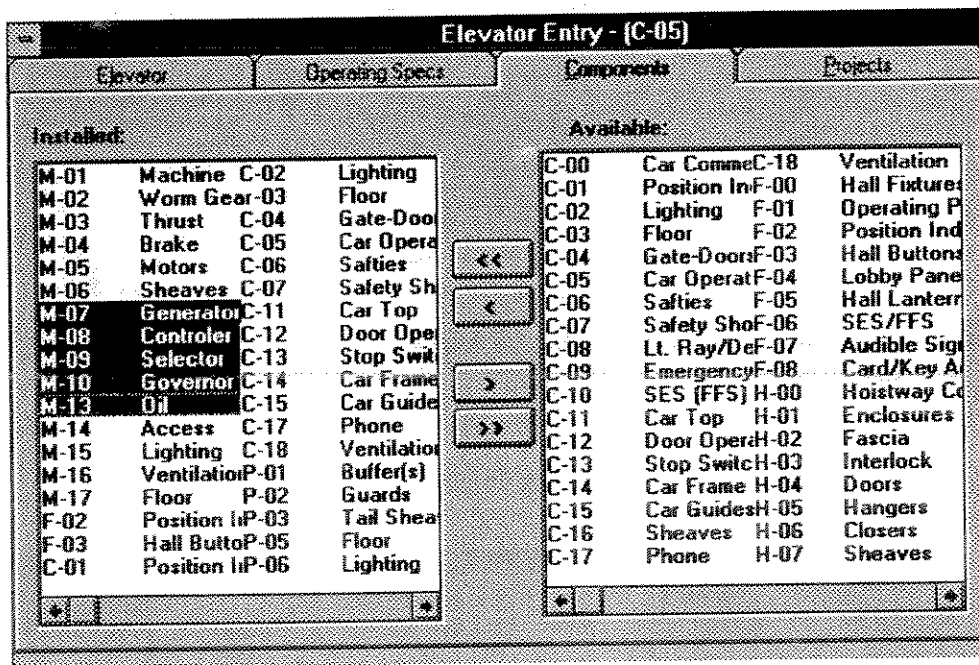 Elevator Entry - (C-05)
Elevator Operating Specs Components Projects
Installed:
M-01 Machine C-02 Lighting
M-02 Worm Gear-03 Floor
M-03 Thrust C-04 Gate-Door
M-04 Brake C-05 Car Opera
M-05 Motors C-06 Safties
M-06 Sheaves C-07 Safety Sh
M-07 Generator C-11 Car Top
M-08 Controler C-12 Door Oper
M-09 Selector C-13 Stop Swit
M-10 Governor C-14 Car Frame
M-13 Oil C-15 Car Guide
M-14 Access C-17 Phone
M-15 Lighting C-18 Ventilation
M-16 Ventilation P-01 Buffer(s)
M-17 Floor P-02 Guards
F-02 Position In P-03 Tail Shea
F-03 Hall Butto P-05 Floor
C-01 Position In P-06 Lighting
<<
<
>
>>
Available:
C-00 Car Comme C-18 Ventilation
C-01 Position In F-00 Hall Fixtures
C-02 Lighting F-01 Operating P
C-03 Floor F-02 Position Ind
C-04 Gate-Doors F-03 Hall Buttons
C-05 Car Operat F-04 Lobby Pane
C-06 Safties F-05 Hall Lantern
C-07 Safety Sho F-06 SES/FFS
C-08 Lt. Ray/De F-07 Audible Sig
C-09 Emergency F-08 Card/Key A
C-10 SES (FFS) H-00 Hoistway Co
C-11 Car Top H-01 Enclosures
C-12 Door Opera H-02 Fascia
C-13 Stop Switc H-03 Interlock
C-14 Car Frame H-04 Doors
C-15 Car Guides H-05 Hangers
C-16 Sheaves H-06 Closers
C-17 Phone H-07 Sheaves